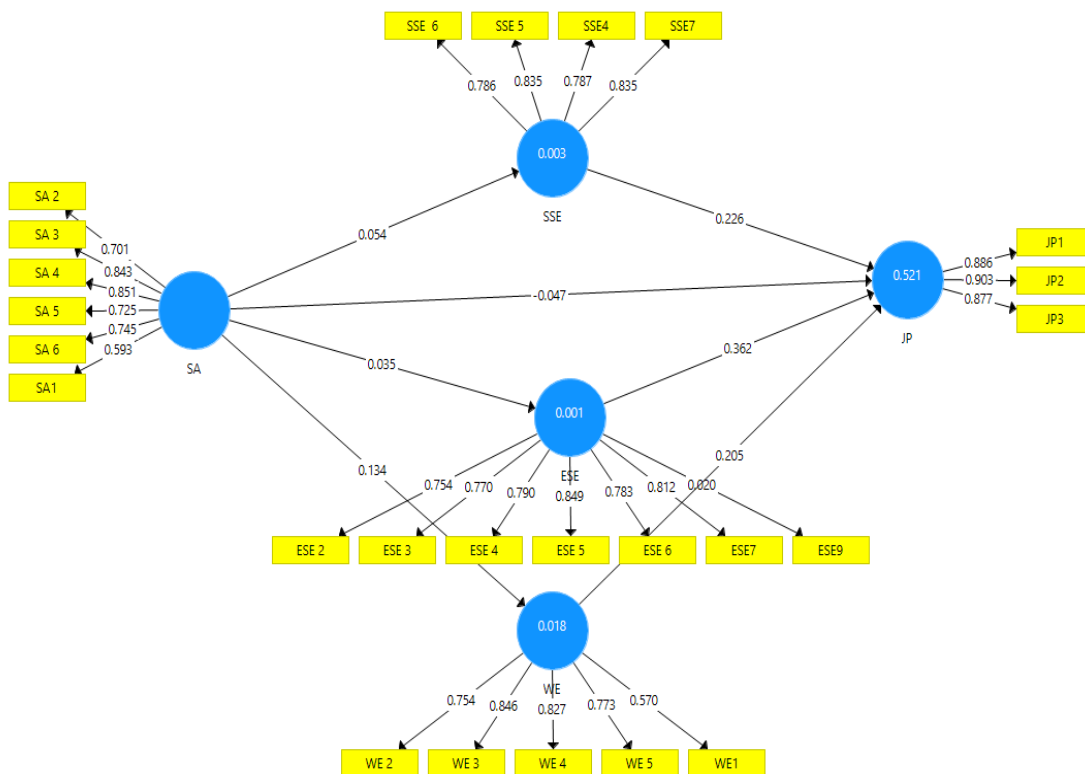 SSE 6 SSE 5 SSE4 SSE7
0.786 0.835 0.787 0.835
0.003
SSE
SA 2
SA 3
SA 4
SA 5
SA 6
SA1
0.701
0.843
0.851
0.725
0.745
0.593
SA
0.054
-0.047
0.035
0.134
0.226
0.362
0.205
0.521
JP
0.886
0.903
0.877
JP1
JP2
JP3
0.001
ESE
0.754 0.770 0.790 0.849 0.783 0.812 0.020
ESE 2 ESE 3 ESE 4 ESE 5 ESE 6 ESE7 ESE9
0.018
WE
0.754 0.846 0.827 0.773 0.570
WE 2 WE 3 WE 4 WE 5 WE1